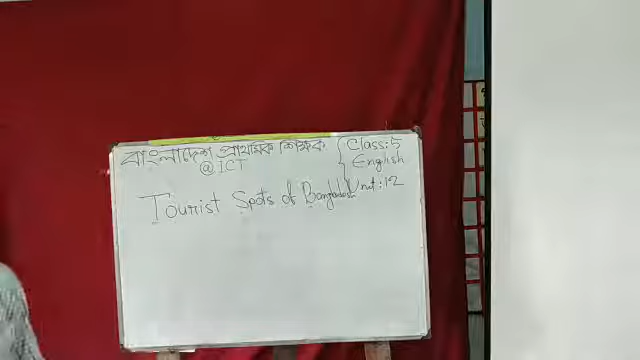 বাংলাদেশ প্রাথমিক শিক্ষক
@ ICT
Class: 5
English
Unit: 12
Tourist Spots of Bangladesh